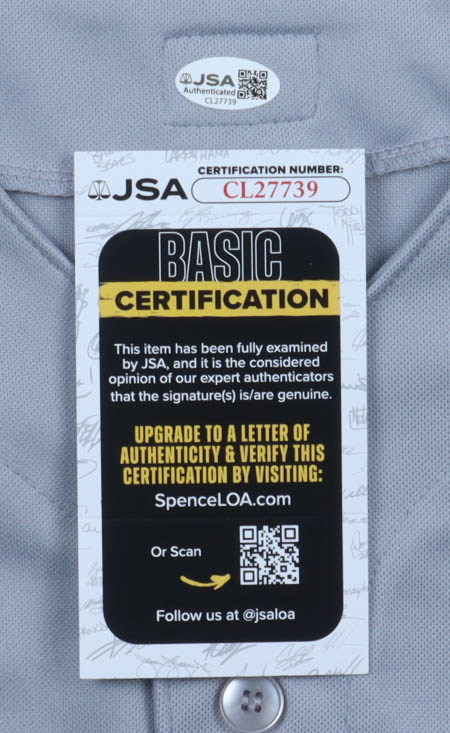 JSA
Authenticated
CL27739
CERTIFICATION NUMBER:
JSA CL27739
BASIC
CERTIFICATION
This item has been fully examined
by JSA, and it is the considered
opinion of our expert authenticators
that the signature(s) is/are genuine.
UPGRADE TO A LETTER OF
AUTHENTICITY & VERIFY THIS
CERTIFICATION BY VISITING:
SpenceLOA.com
Or Scan
Follow us at @jsaloa